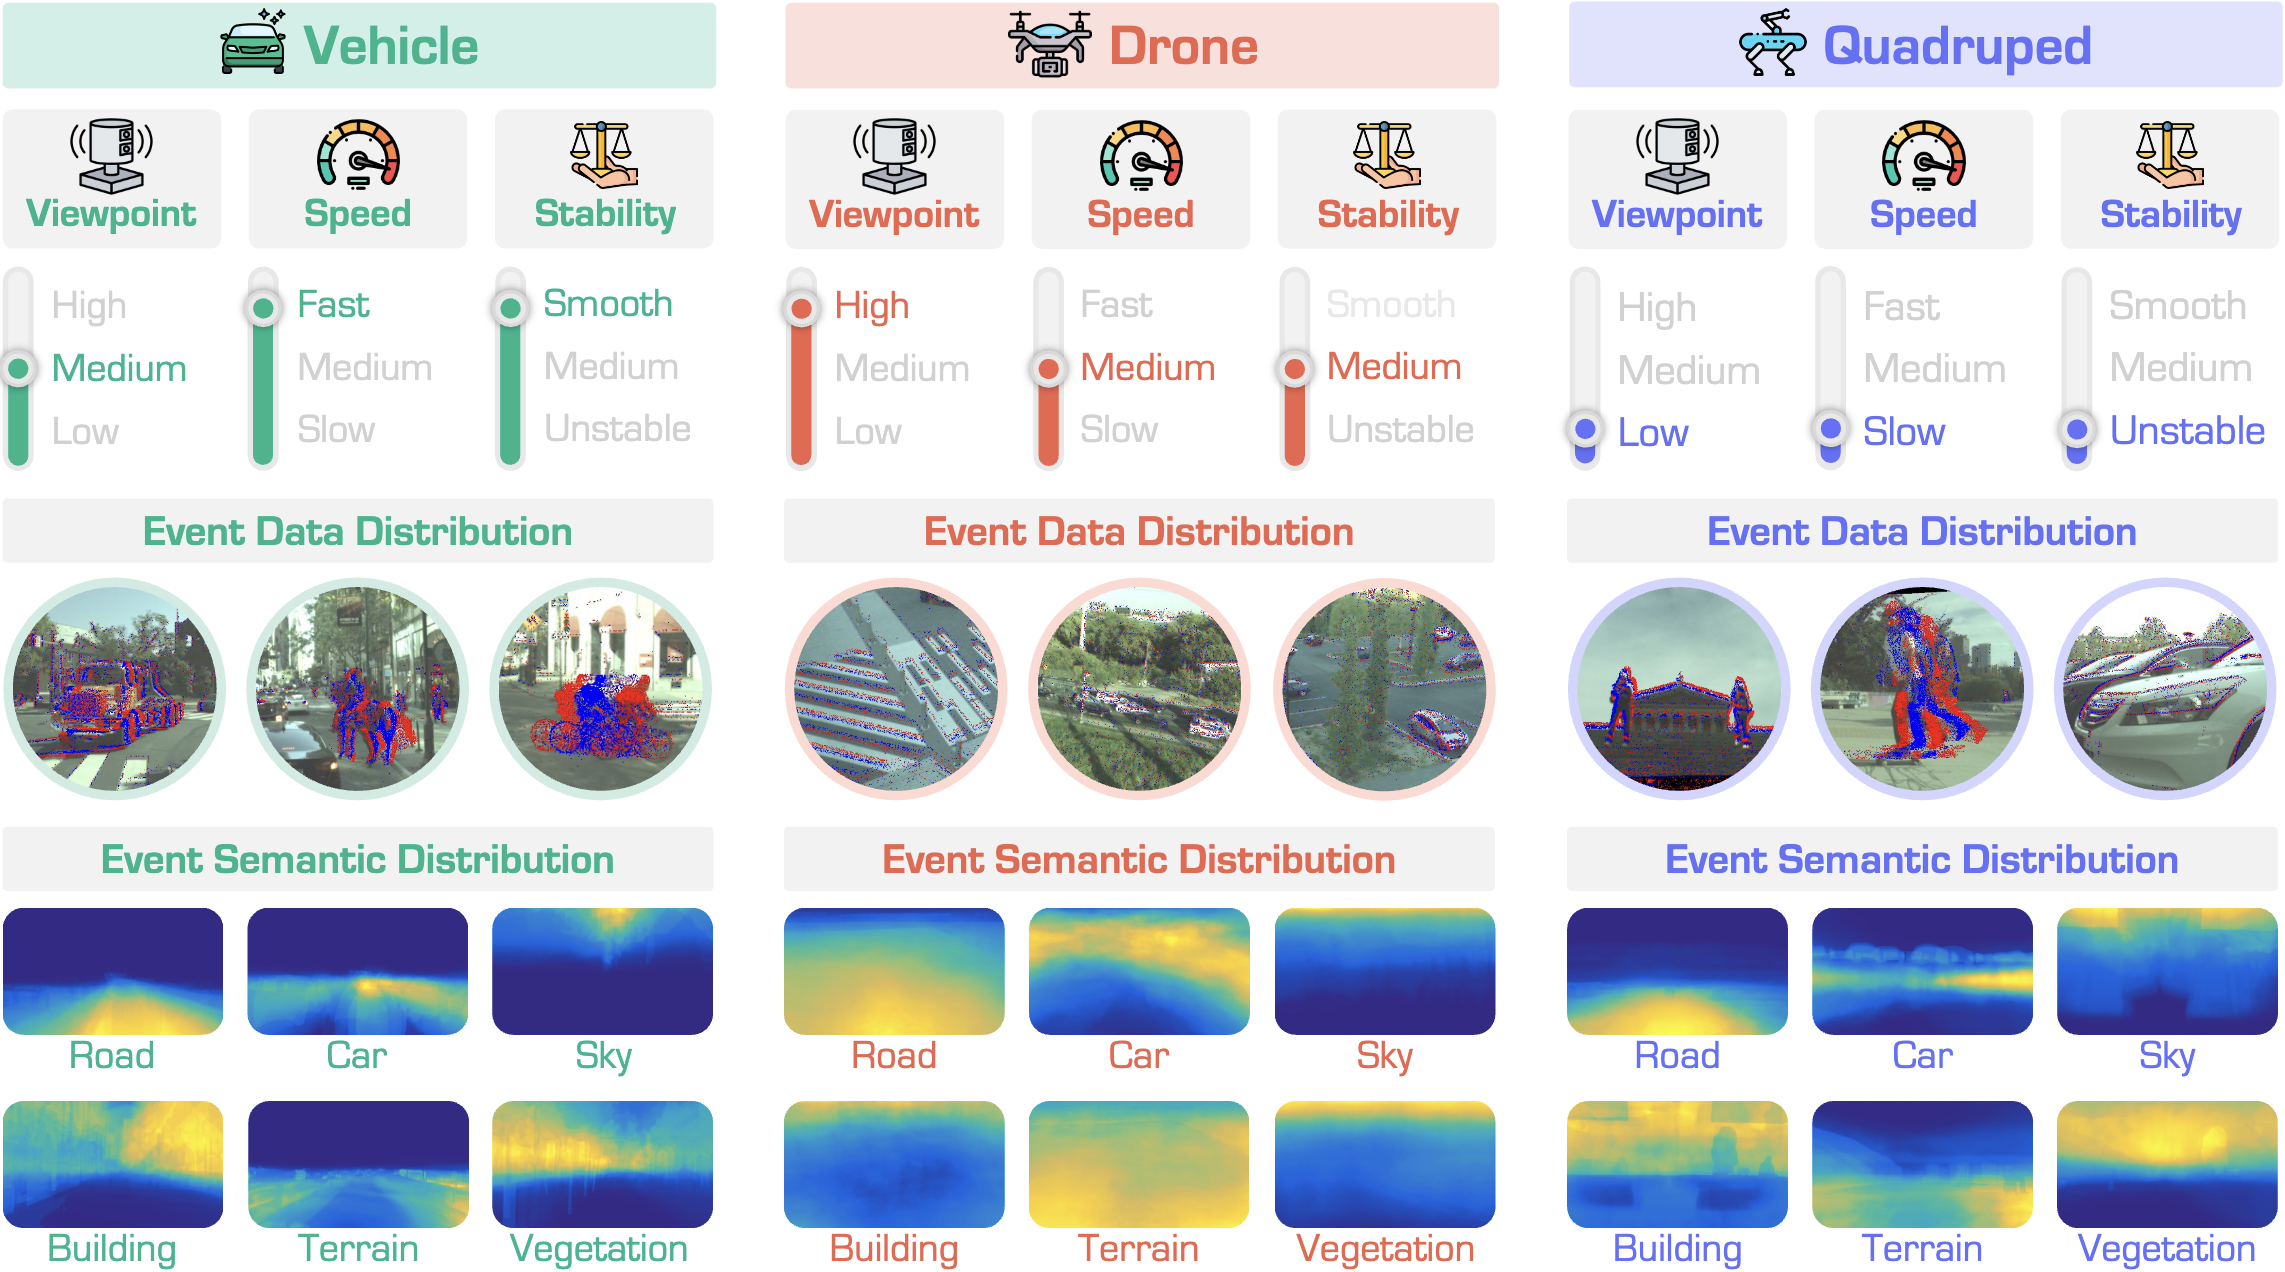 Vehicle
Viewpoint
Speed
Stability
High
Medium
Low
Fast
Medium
Slow
Smooth
Medium
Unstable
Event Data Distribution
Event Semantic Distribution
Road
Car
Sky
Building
Terrain
Vegetation
Drone
Viewpoint
Speed
Stability
High
Medium
Low
Fast
Medium
Slow
Smooth
Medium
Unstable
Event Data Distribution
Event Semantic Distribution
Road
Car
Sky
Building
Terrain
Vegetation
Quadruped
Viewpoint
Speed
Stability
High
Medium
Low
Fast
Medium
Slow
Smooth
Medium
Unstable
Event Data Distribution
Event Semantic Distribution
Road
Car
Sky
Building
Terrain
Vegetation